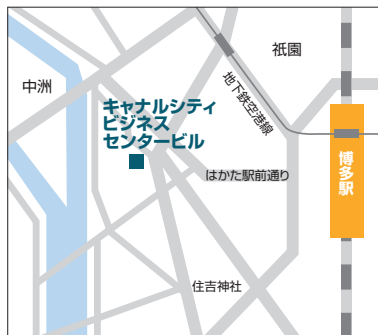 祇園
中洲
地下鉄空港線
キャナルシティ
ビジネス
センタービル
博多駅
はかた駅前通り
住吉神社